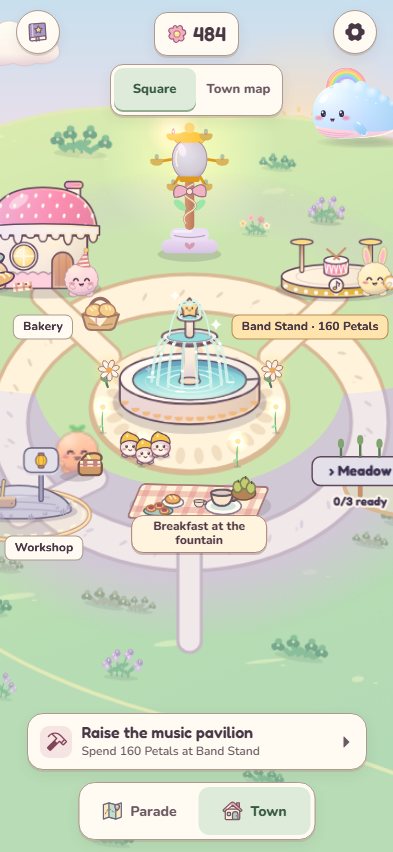 484
Square
Town map
Bakery
Band Stand · 160 Petals
› Meadow
0/3 ready
Breakfast at the
fountain
Workshop
Raise the music pavilion
Spend 160 Petals at Band Stand
Parade
Town